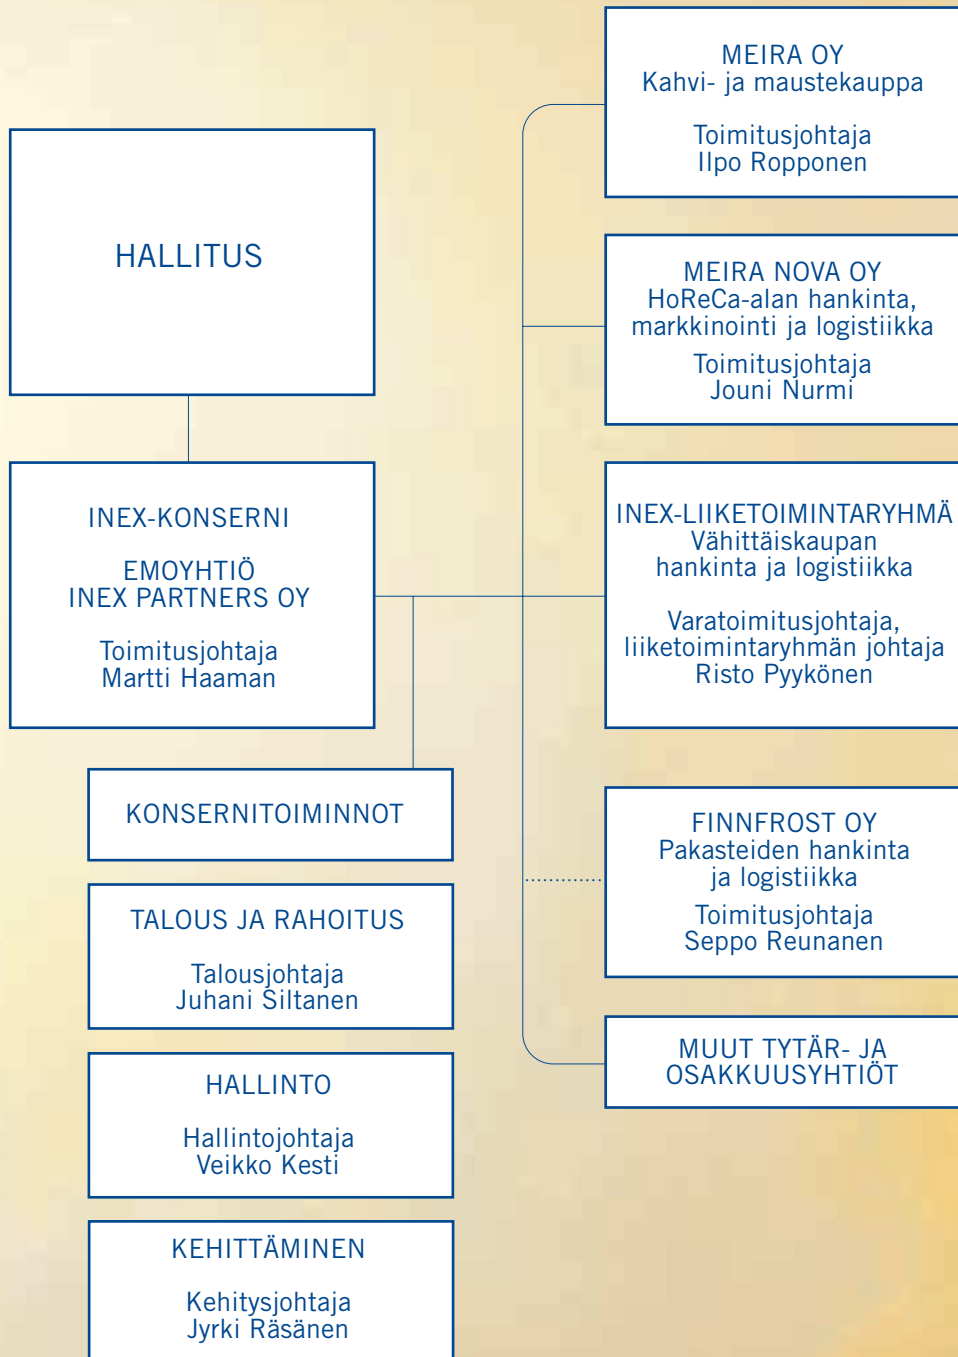 HALLITUS
INEX-KONSERNI
EMOYHTIÖ
INEX PARTNERS OY
Toimitusjohtaja
Martti Haaman
KONSERNITOIMINNOT
TALOUS JA RAHOITUS
Talousjohtaja
Juhani Siltanen
HALLINTO
Hallintojohtaja
Veikko Kesti
KEHITTÄMINEN
Kehitysjohtaja
Jyrki Räsänen
MEIRA OY
Kahvi- ja maustekauppa
Toimitusjohtaja
Ilpo Ropponen
MEIRA NOVA OY
HoReCa-alan hankinta,
markkinointi ja logistiikka
Toimitusjohtaja
Jouni Nurmi
INEX-LIIKETOIMINTARYHMÄ
Vähittäiskaupan
hankinta ja logistiikka
Varatoimitusjohtaja,
liiketoimintaryhmän johtaja
Risto Pyykönen
FINNFROST OY
Pakasteiden hankinta
ja logistiikka
Toimitusjohtaja
Seppo Reunanen
MUUT TYTÄR- JA
OSAKKUUSYHTIÖT